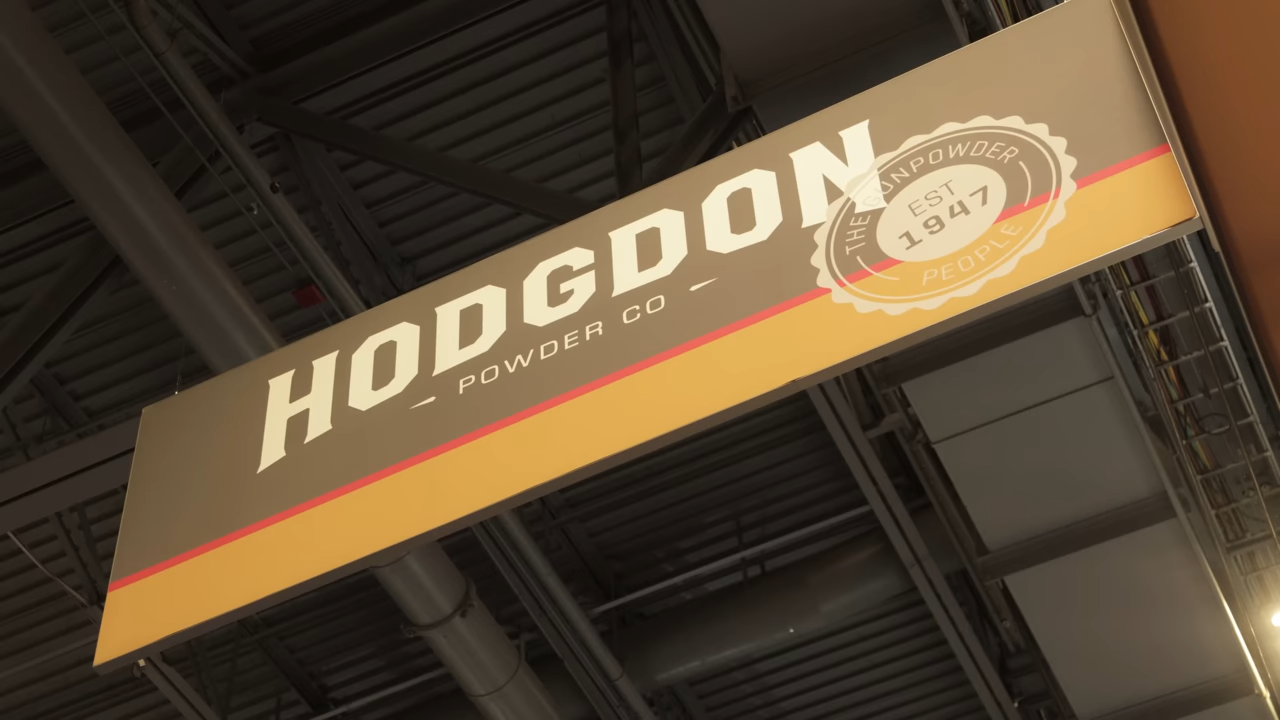 HODGDON
POWDER CO
THE GUNPOWDER
EST
1947
PEOPLE